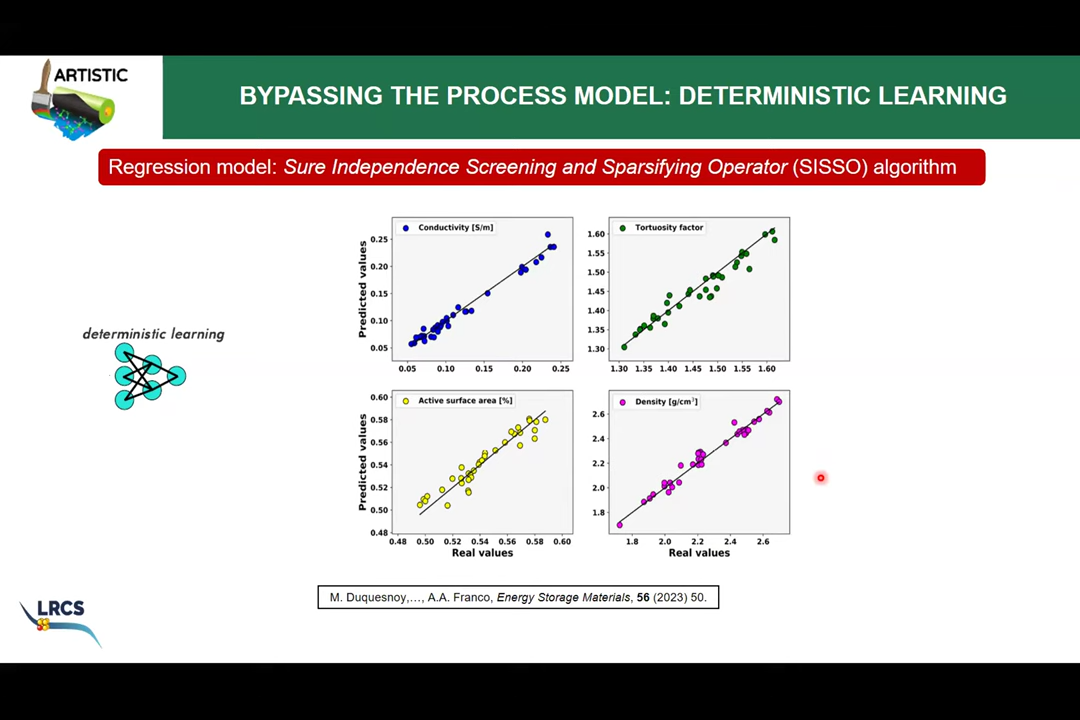 ARTISTIC
BYPASSING THE PROCESS MODEL: DETERMINISTIC LEARNING
Regression model: Sure Independence Screening and Sparsifying Operator (SISSO) algorithm
deterministic learning
Predicted values
Conductivity [S/m]
0.25
0.20
0.15
0.10
0.05
0.05 0.10 0.15 0.20 0.25
Tortuosity factor
1.60
1.55
1.50
1.45
1.40
1.35
1.30
1.30 1.35 1.40 1.45 1.50 1.55 1.60
Predicted values
Active surface area [%]
0.60
0.58
0.56
0.54
0.52
0.50
0.48
0.48 0.50 0.52 0.54 0.56 0.58 0.60
Real values
Density [g/cm³]
2.6
2.4
2.2
2.0
1.8
1.8 2.0 2.2 2.4 2.6
Real values
M. Duquesnoy,..., A.A. Franco, Energy Storage Materials, 56 (2023) 50.
LRCS